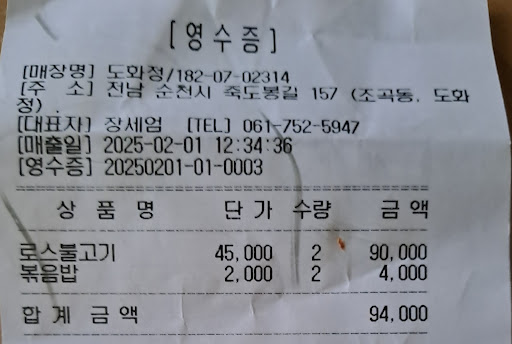 [영수증]
[매장명] 도화정/182-07-02314
[주 소] 전남 순천시 죽도봉길 157 (조곡동, 도화
정)
[대표자] 장세엄 [TEL] 061-752-5947
[매출일] 2025-02-01 12:34:36
[영수증] 20250201-01-0003
상 품 명 단 가 수량 금 액
로스불고기 45,000 2 90,000
볶음밥 2,000 2 4,000
합 계 금 액 94,000